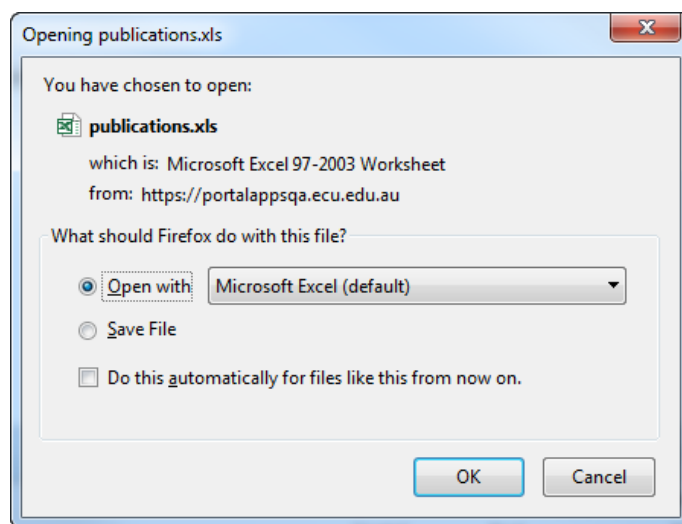 Opening publications.xls
You have chosen to open:
publications.xls
which is: Microsoft Excel 97-2003 Worksheet
from: https://portalappsqa.ecu.edu.au
What should Firefox do with this file?
Open with Microsoft Excel (default)
Save File
Do this automatically for files like this from now on.
OK Cancel